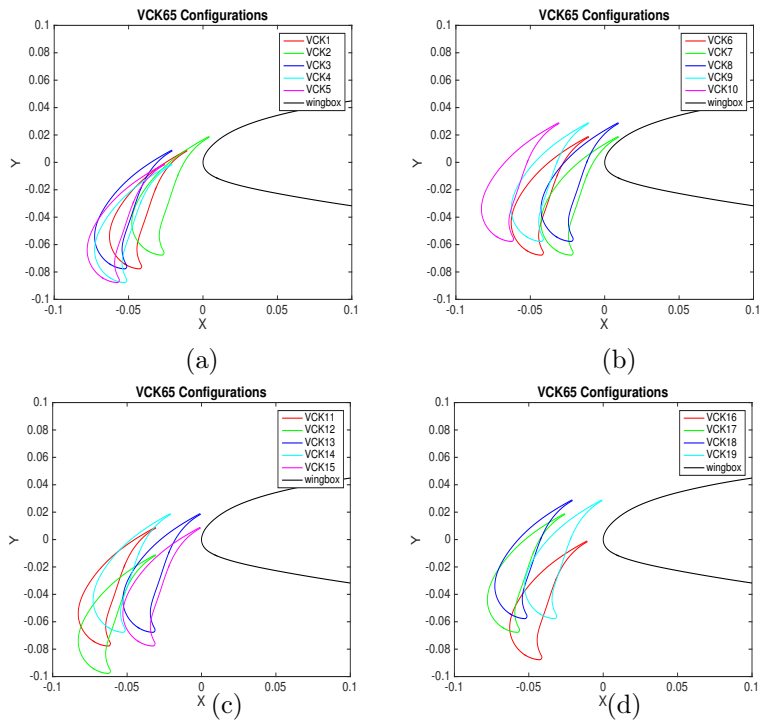 VCK65 Configurations
0.1
0.08
0.06
0.04
0.02
0
-0.02
-0.04
-0.06
-0.08
-0.1
Y
-0.1
-0.05
0
0.05
0.1
X
VCK1
VCK2
VCK3
VCK4
VCK5
wingbox
(a)
VCK65 Configurations
0.1
0.08
0.06
0.04
0.02
0
-0.02
-0.04
-0.06
-0.08
-0.1
Y
-0.1
-0.05
0
0.05
0.1
X
VCK6
VCK7
VCK8
VCK9
VCK10
wingbox
(b)
VCK65 Configurations
0.1
0.08
0.06
0.04
0.02
0
-0.02
-0.04
-0.06
-0.08
-0.1
Y
-0.1
-0.05
0
0.05
0.1
X
VCK11
VCK12
VCK13
VCK14
VCK15
wingbox
(c)
VCK65 Configurations
0.1
0.08
0.06
0.04
0.02
0
-0.02
-0.04
-0.06
-0.08
-0.1
Y
-0.1
-0.05
0
0.05
0.1
X
VCK16
VCK17
VCK18
VCK19
wingbox
(d)